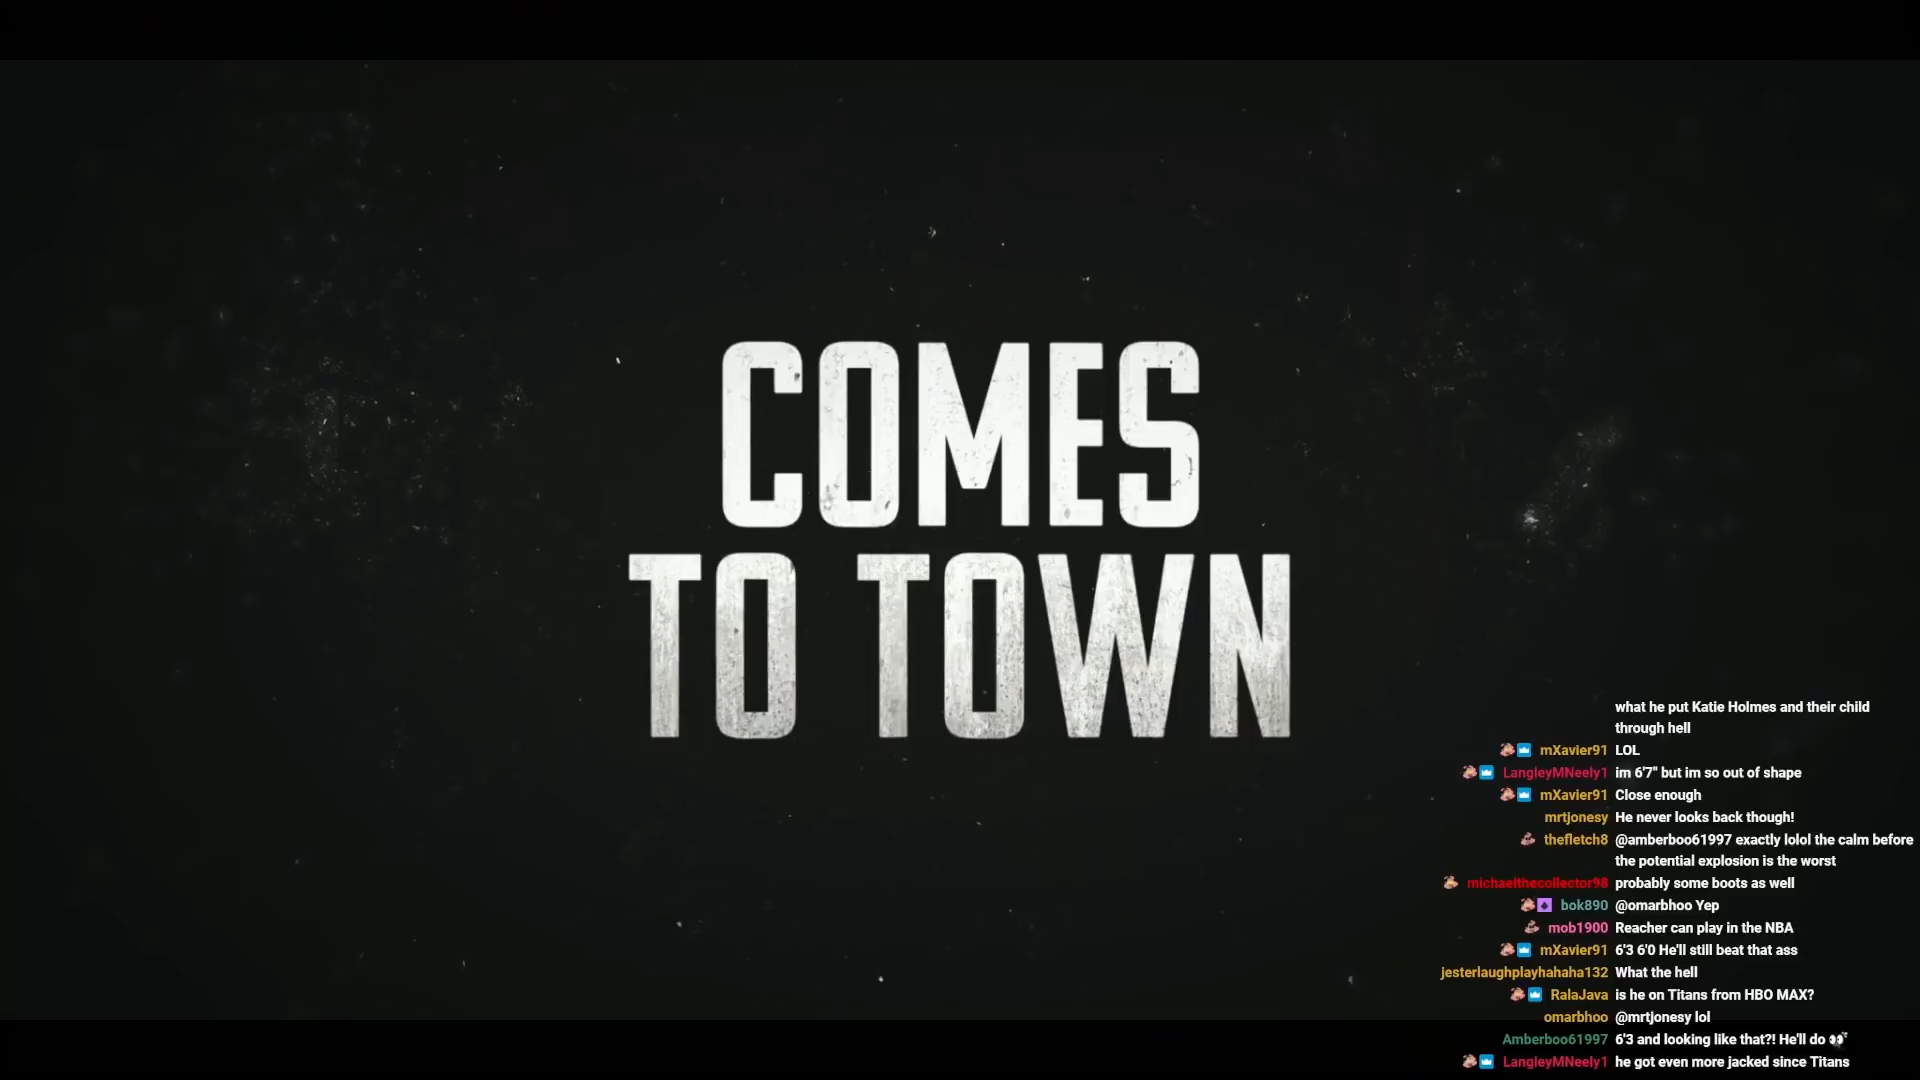 COMES
TO TOWN
what he put Katie Holmes and their child
through hell
mXavier91 LOL
LangleyMNeely1 im 6'7" but im so out of shape
mXavier91 Close enough
mrtjonesy He never looks back though!
thefletch8 @amberboo61997 exactly lolol the calm before
the potential explosion is the worst
michaelthecollector98 probably some boots as well
bok890 @omarbhoo Yep
mob1900 Reacher can play in the NBA
mXavier91 6'3 6'0 He'll still beat that ass
jesterlaughplayhahaha132 What the hell
RalaJava is he on Titans from HBO MAX?
omarbhoo @mrtjonesy lol
Amberboo61997 6'3 and looking like that?! He'll do 👀
LangleyMNeely1 he got even more jacked since Titans